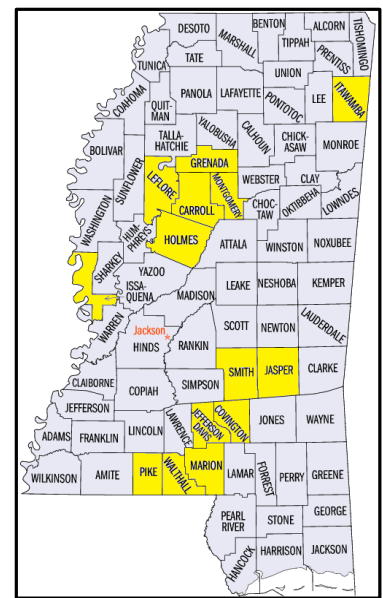 DESOTO
MARSHALL
BENTON
TIPPAH
ALCORN
TISHOMINGO
PRENTISS
TUNICA
TATE
UNION
COAHOMA
QUIT-
MAN
PANOLA
LAFAYETTE
PONTOTOC
LEE
ITAWAMBA
BOLIVAR
TALLA-
HATCHIE
YALOBUSHA
CALHOUN
CHICK-
ASAW
MONROE
SUNFLOWER
LEFLORE
GRENADA
MONTGOMERY
WEBSTER
CLAY
WASHINGTON
CARROLL
CHOC-
TAW
OKTIBBEHA
LOWNDES
HUM-
PHREYS
HOLMES
ATTALA
WINSTON
NOXUBEE
SHARKEY
YAZOO
ISSA-
QUENA
MADISON
LEAKE
NESHOBA
KEMPER
WARREN
Jackson
HINDS
RANKIN
SCOTT
NEWTON
LAUDERDALE
CLAIBORNE
COPIAH
SIMPSON
SMITH
JASPER
CLARKE
JEFFERSON
ADAMS
FRANKLIN
LINCOLN
LAWRENCE
JEFFERSON
DAVIS
COVINGTON
JONES
WAYNE
WILKINSON
AMITE
PIKE
WALTHALL
MARION
LAMAR
FORREST
PERRY
GREENE
PEARL
RIVER
STONE
GEORGE
HANCOCK
HARRISON
JACKSON